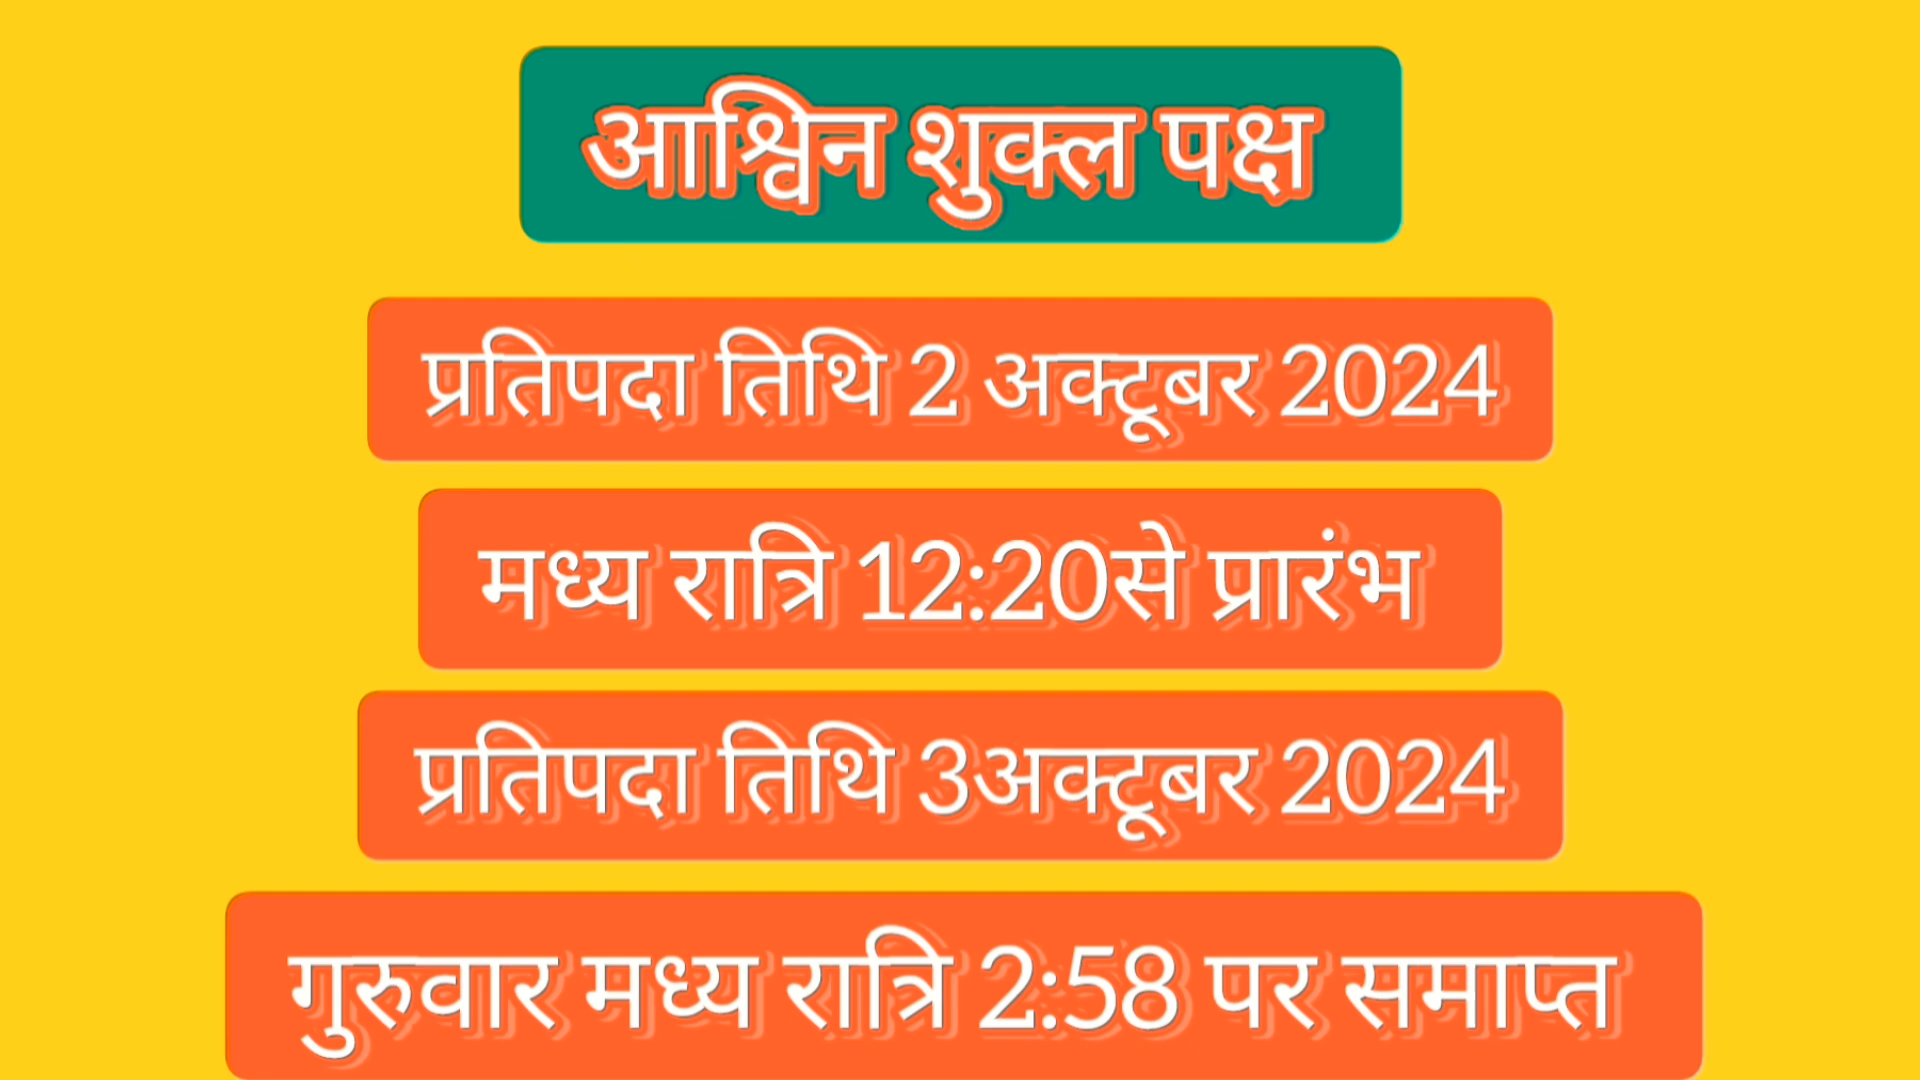 आश्विन शुक्ल पक्ष
प्रतिपदा तिथि 2 अक्टूबर 2024
मध्य रात्रि 12:20से प्रारंभ
प्रतिपदा तिथि 3अक्टूबर 2024
गुरुवार मध्य रात्रि 2:58 पर समाप्त